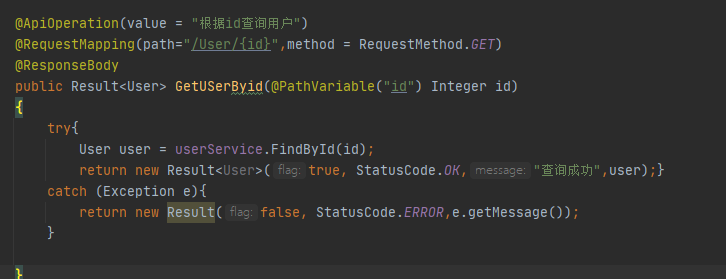 @ApiOperation(value = "根据id查询用户")
@RequestMapping(path="/User/{id}",method = RequestMethod.GET)
@ResponseBody
public Result<User> GetUSerByid(@PathVariable("id") Integer id)
{
try{
User user = userService.FindById(id);
return new Result<User>( flag: true, StatusCode.OK, message: "查询成功",user);}
catch (Exception e){
return new Result( flag: false, StatusCode.ERROR,e.getMessage());
}
}